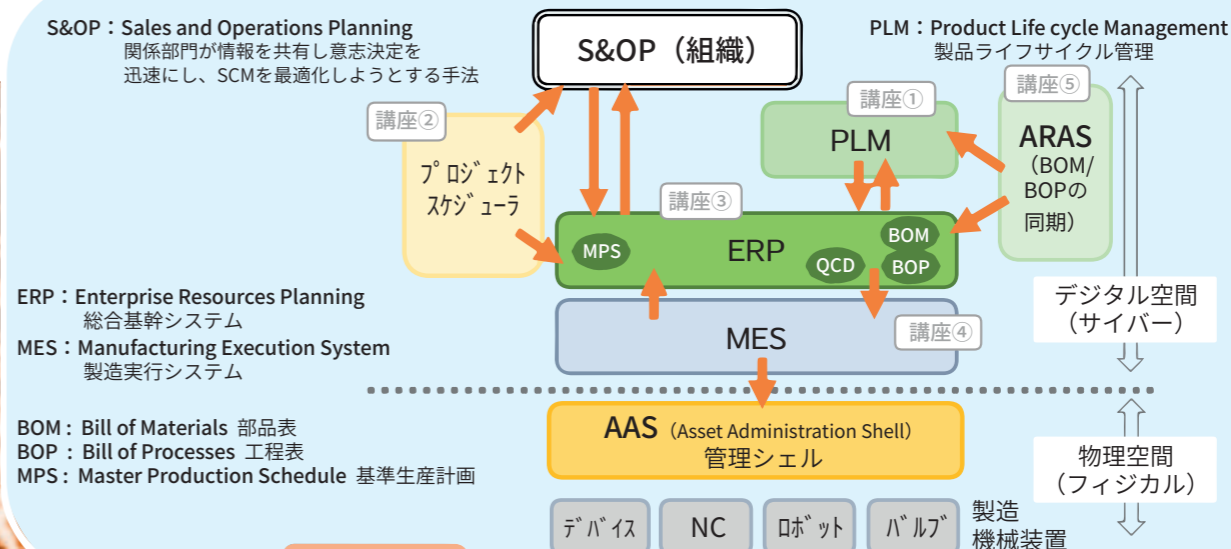 S&OP：Sales and Operations Planning
関係部門が情報を共有し意志決定を
迅速にし、SCMを最適化しようとする手法
S&OP（組織）
PLM：Product Life cycle Management
製品ライフサイクル管理
講座②
プロジェクト
スケジューラ
講座①
PLM
講座⑤
ARAS
（BOM/
BOPの
同期）
講座③
MPS
ERP
QCD
BOM
BOP
ERP：Enterprise Resources Planning
総合基幹システム
MES：Manufacturing Execution System
製造実行システム
MES
講座④
デジタル空間
（サイバー）
BOM：Bill of Materials 部品表
BOP：Bill of Processes 工程表
MPS：Master Production Schedule 基準生産計画
AAS（Asset Administration Shell）
管理シェル
物理空間
（フィジカル）
デバイス
NC
ロボット
バルブ
製造
機械装置